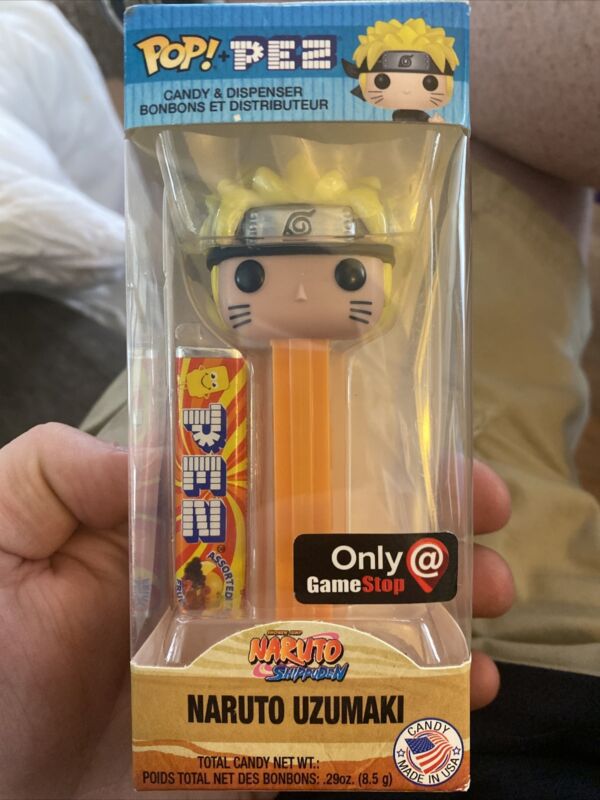 POP! + PEZ
CANDY & DISPENSER
BONBONS ET DISTRIBUTEUR
PEZ
ASSORTED
FRUIT
Only @
GameStop
NARUTO
SHIPPUDEN
NARUTO UZUMAKI
CANDY
MADE IN USA
TOTAL CANDY NET WT.:
POIDS TOTAL NET DES BONBONS: .29oz. (8.5 g)